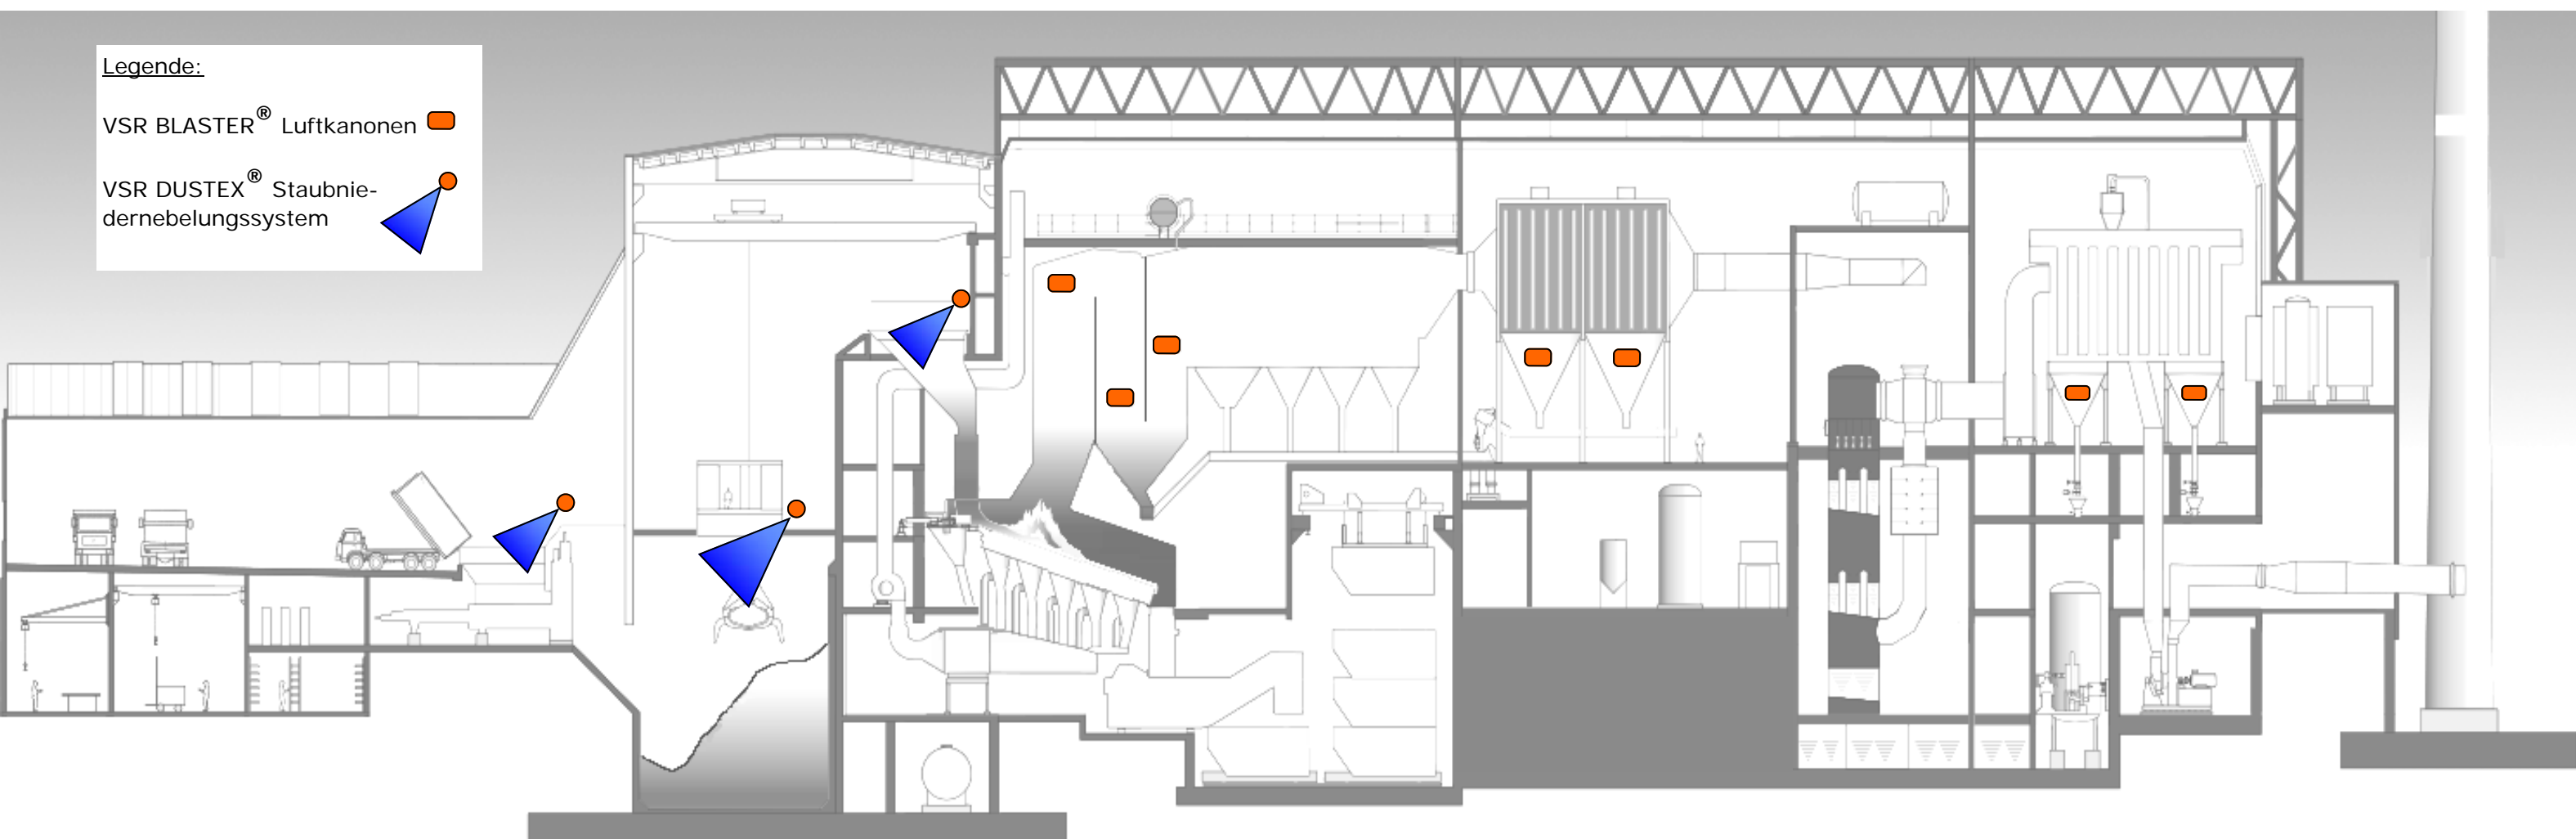 Legende:
VSR BLASTER® Luftkanonen
VSR DUSTEX® Staubnie-
dernebelungssystem